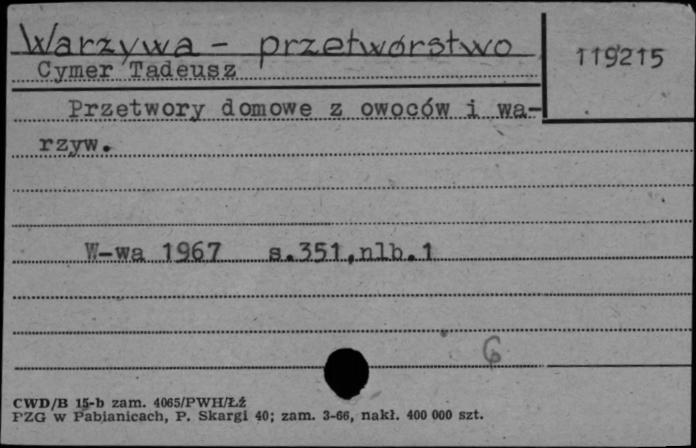 Warzywa - przetwórstwo
119215
Cymer Tadeusz
Przetwory domowe z owoców i wa-
rzyw.
W-wa 1967 s.351,nlb.1
6
CWD/B 15-b zam. 4065/PWH/ŁŹ
PZG w Pabianicach, P. Skargi 40; zam. 3-66, nakł. 400 000 szt.